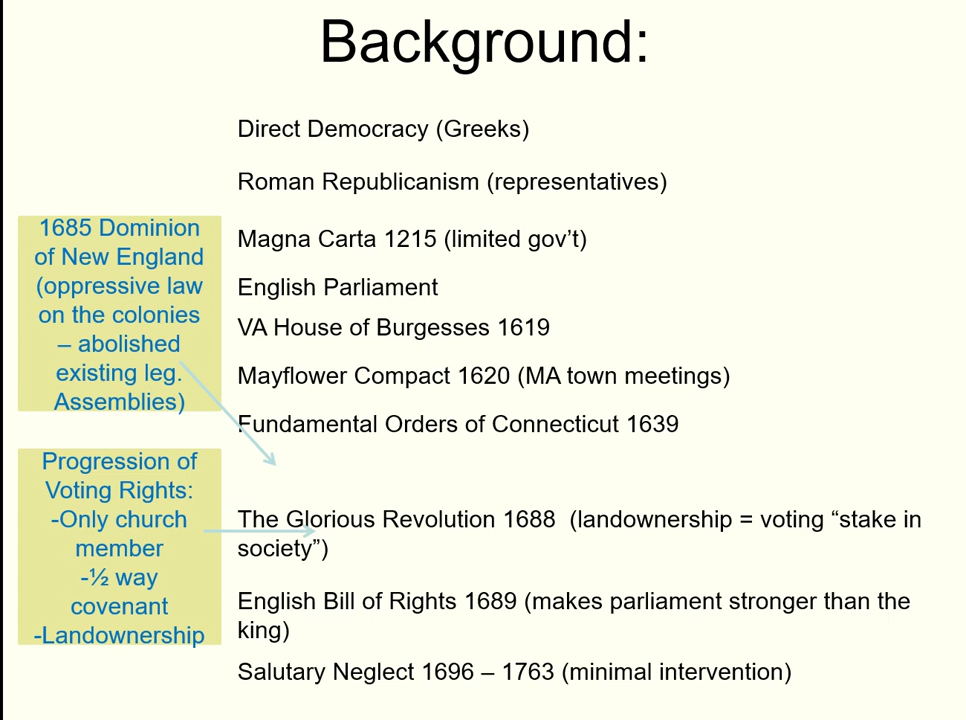 Background:
Direct Democracy (Greeks)
Roman Republicanism (representatives)
Magna Carta 1215 (limited gov’t)
English Parliament
VA House of Burgesses 1619
Mayflower Compact 1620 (MA town meetings)
Fundamental Orders of Connecticut 1639
The Glorious Revolution 1688  (landownership = voting “stake in
society”)
English Bill of Rights 1689 (makes parliament stronger than the
king)
Salutary Neglect 1696 – 1763 (minimal intervention)
1685 Dominion
of New England
(oppressive law
on the colonies
– abolished
existing leg.
Assemblies)
Progression of
Voting Rights:
-Only church
member
-½ way
covenant
-Landownership